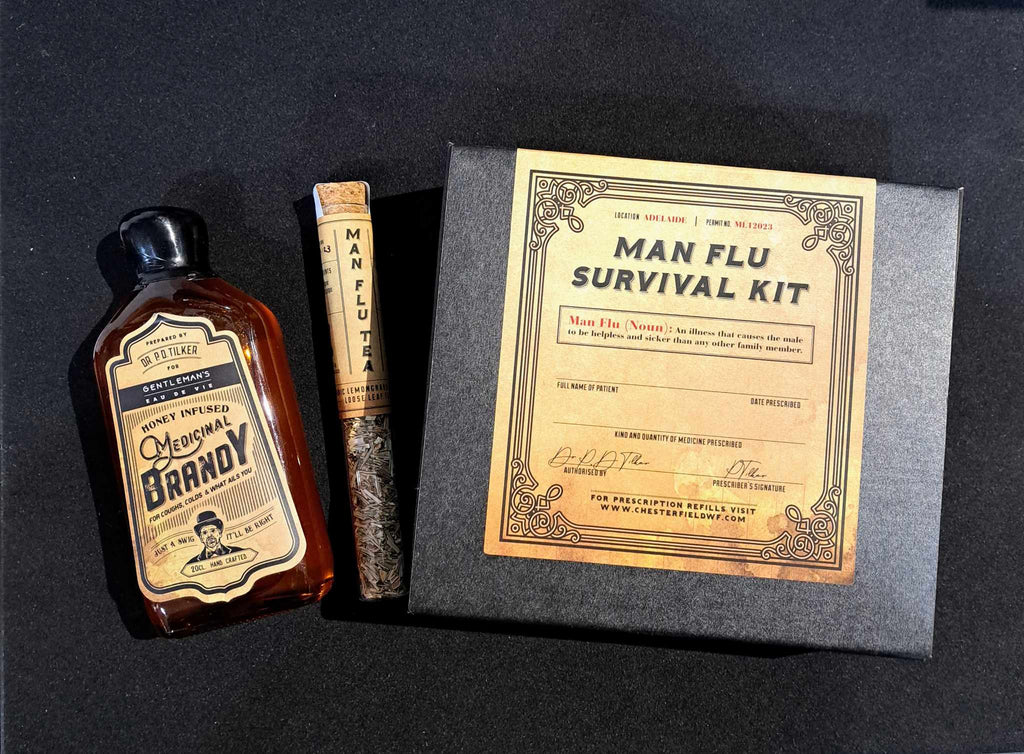 PREPARED BY
DR P.D. TILKER
FOR
GENTLEMAN'S
EAU DE VIE
HONEY INFUSED
MEDICINAL
BRANDY
FOR COUGHS, COLDS & WHAT AILS YOU
JUST A SWIG IT'LL BE RIGHT
20CL. HAND CRAFTED
MAN FLU TEA
LEMONGRA
LOOSE LEAF
LOCATION ADELAIDE | PERMIT NO. ML12023
MAN FLU
SURVIVAL KIT
Man Flu (Noun): An illness that causes the male
to be helpless and sicker than any other family member.
FULL NAME OF PATIENT
DATE PRESCRIBED
KIND AND QUANTITY OF MEDICINE PRESCRIBED
Dr P. D Tilker PTilker
AUTHORISED BY PRESCRIBER'S SIGNATURE
FOR PRESCRIPTION REFILLS VISIT
WWW.CHESTERFIELDWF.COM